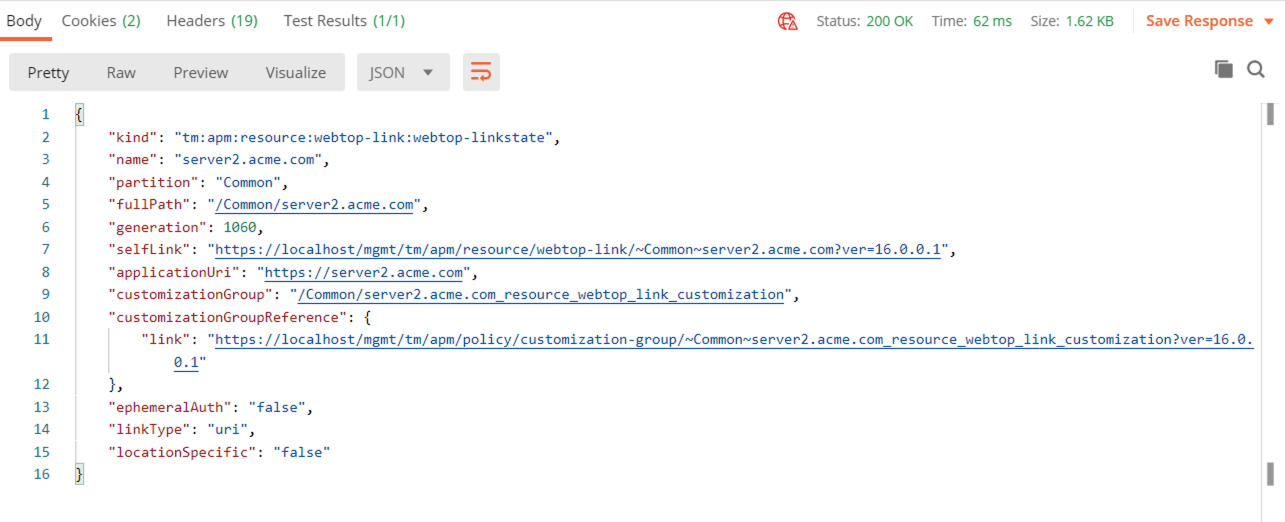 Body Cookies (2) Headers (19) Test Results (1/1) Status: 200 OK Time: 62 ms Size: 1.62 KB Save Response
Pretty Raw Preview Visualize JSON
1 {
2 "kind": "tm:apm:resource:webtop-link:webtop-linkstate",
3 "name": "server2.acme.com",
4 "partition": "Common",
5 "fullPath": "/Common/server2.acme.com",
6 "generation": 1060,
7 "selfLink": "https://localhost/mgmt/tm/apm/resource/webtop-link/~Common~server2.acme.com?ver=16.0.0.1",
8 "applicationUri": "https://server2.acme.com",
9 "customizationGroup": "/Common/server2.acme.com_resource_webtop_link_customization",
10 "customizationGroupReference": {
11 "link": "https://localhost/mgmt/tm/apm/policy/customization-group/~Common~server2.acme.com_resource_webtop_link_customization?ver=16.0.
0.1"
12 },
13 "ephemeralAuth": "false",
14 "linkType": "uri",
15 "locationSpecific": "false"
16 }